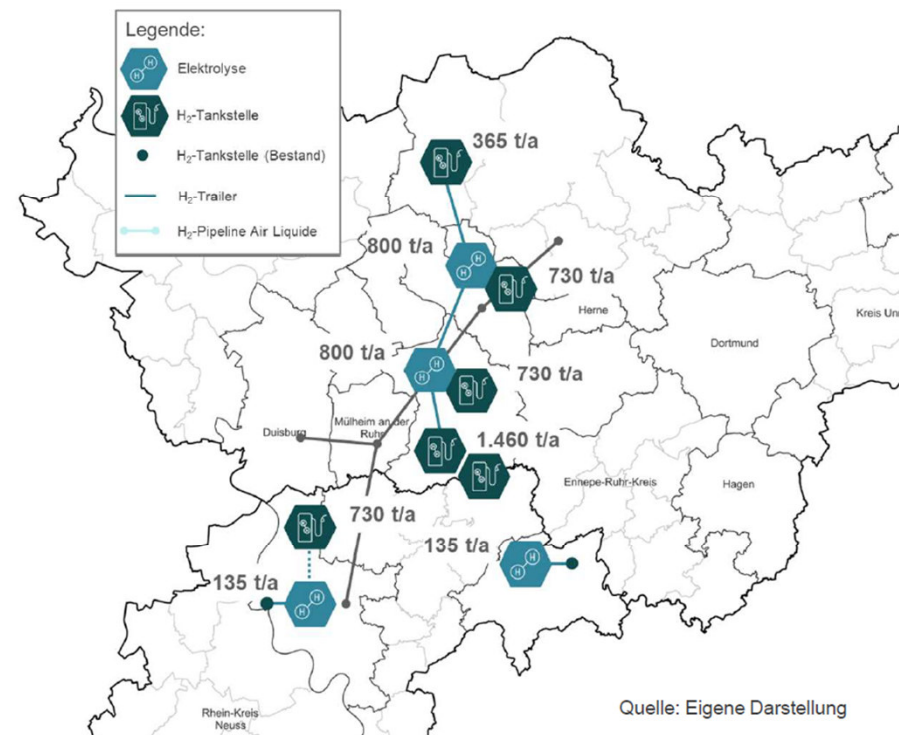 Legende:
Elektrolyse
H₂-Tankstelle
H₂-Tankstelle (Bestand)
H₂-Trailer
H₂-Pipeline Air Liquide
365 t/a
800 t/a
730 t/a
Herne
Kreis Unn
Dortmund
800 t/a
730 t/a
Mülheim an der
Ruhr
Duisburg
1.460 t/a
Ennepe-Ruhr-Kreis
Hagen
730 t/a
135 t/a
135 t/a
Rhein-Kreis
Neuss
Quelle: Eigene Darstellung
H H
H H
H H
H H